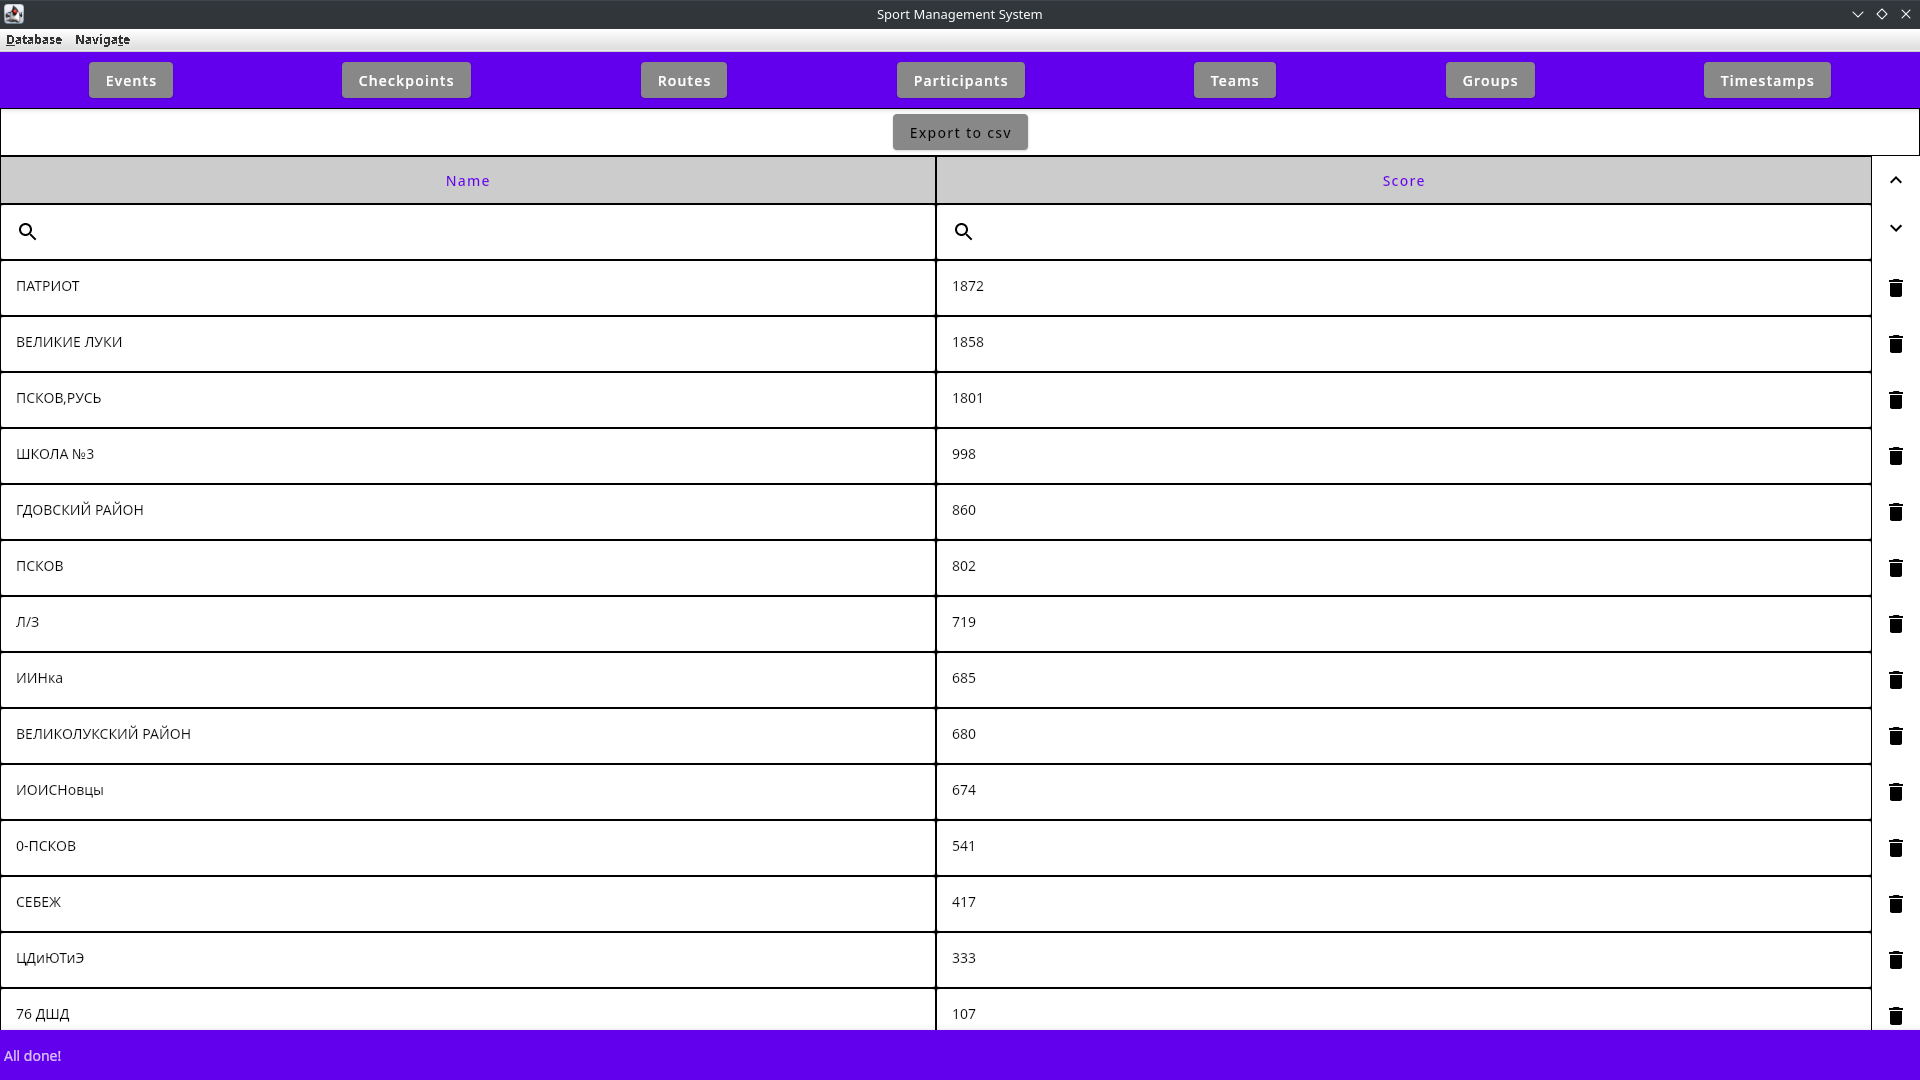 Sport Management System
Database Navigate
Events Checkpoints Routes Participants Teams Groups Timestamps
Export to csv
Name Score
ПАТРИОТ 1872
ВЕЛИКИЕ ЛУКИ 1858
ПСКОВ,РУСЬ 1801
ШКОЛА №3 998
ГДОВСКИЙ РАЙОН 860
ПСКОВ 802
Л/З 719
ИИНка 685
ВЕЛИКОЛУКСКИЙ РАЙОН 680
ИОИСНовцы 674
0-ПСКОВ 541
СЕБЕЖ 417
ЦДиЮТиЭ 333
76 ДШД 107
All done!